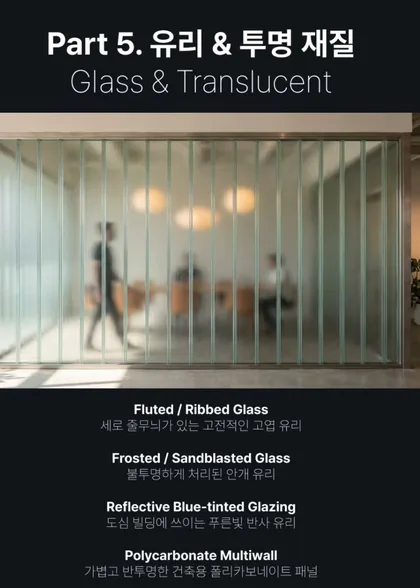 Part 5. 유리 & 투명 재질
Glass & Translucent
Fluted / Ribbed Glass
세로 줄무늬가 있는 고전적인 고엽 유리
Frosted / Sandblasted Glass
불투명하게 처리된 안개 유리
Reflective Blue-tinted Glazing
도심 빌딩에 쓰이는 푸른빛 반사 유리
Polycarbonate Multiwall
가볍고 반투명한 건축용 폴리카보네이트 패널